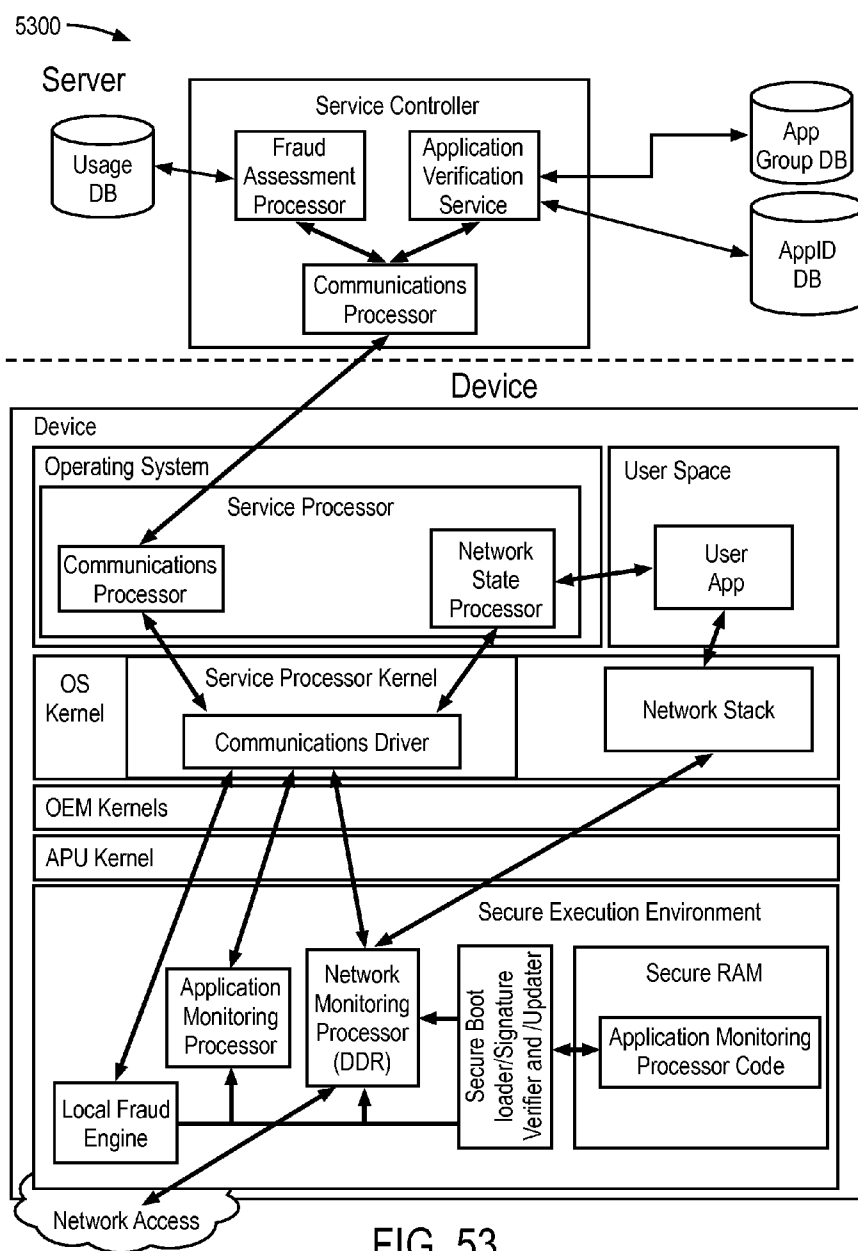 5300
Server
Service Controller
Usage
DB
Fraud
Assessment
Processor
Application
Verification
Service
App
Group DB
AppID
DB
Communications
Processor
Device
Device
Operating System
User Space
Service Processor
Communications
Processor
Network
State
Processor
User
App
OS
Kernel
Service Processor Kernel
Communications Driver
Network Stack
OEM Kernels
APU Kernel
Secure Execution Environment
Application
Monitoring
Processor
Network
Monitoring
Processor
(DDR)
Secure Boot
loader/Signature
Verifier and /Updater
Secure RAM
Application Monitoring
Processor Code
Local Fraud
Engine
Network Access
FIG. 53